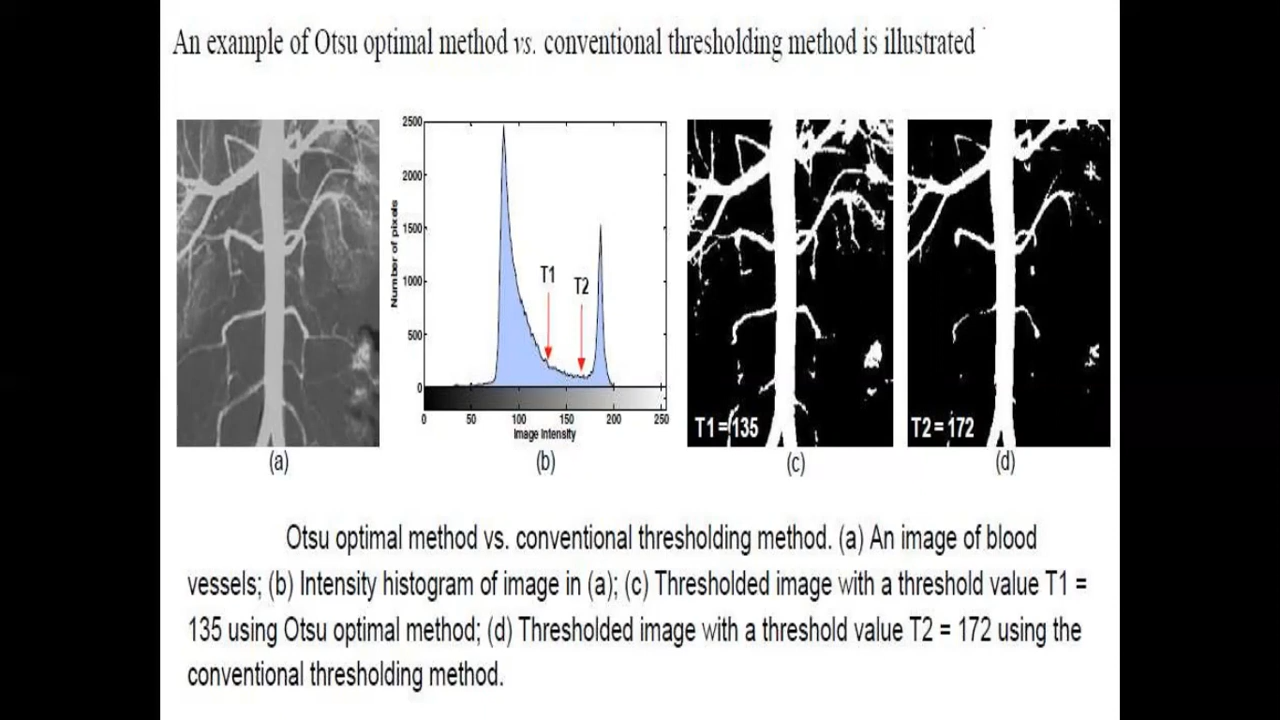 An example of Otsu optimal method vs. conventional thresholding method is illustrated
2500
2000
1500
1000
500
0
Number of pixels
T1
T2
0 50 100 150 200 250
Image Intensity
T1 =135
T2 = 172
(a)
(b)
(c)
(d)
Otsu optimal method vs. conventional thresholding method. (a) An image of blood
vessels; (b) Intensity histogram of image in (a); (c) Thresholded image with a threshold value T1 =
135 using Otsu optimal method; (d) Thresholded image with a threshold value T2 = 172 using the
conventional thresholding method.